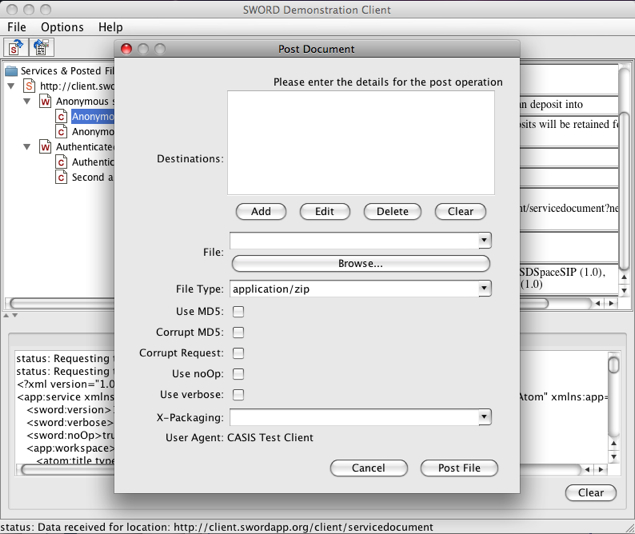 SWORD Demonstration Client
File Options Help
Post Document
Services & Posted Fil
http://client.swo
Anonymous s
Anonymo
Anonymo
Authenticate
Authentic
Second a
Please enter the details for the post operation
Destinations:
Add Edit Delete Clear
File:
Browse...
File Type: application/zip
Use MD5:
Corrupt MD5:
Corrupt Request:
Use noOp:
Use verbose:
X-Packaging:
User Agent: CASIS Test Client
Cancel Post File
an deposit into
osits will be retained fo
nt/servicedocument?ne
SDSpaceSIP (1.0),
(1.0)
status: Requesting t
status: Requesting t
<?xml version="1.0
<app:service xmlns Atom" xmlns:app=
<sword:version>
<sword:verbose>
<sword:noOp>tru
<app:workspace>
<atom:title type
Clear
status: Data received for location: http://client.swordapp.org/client/servicedocument